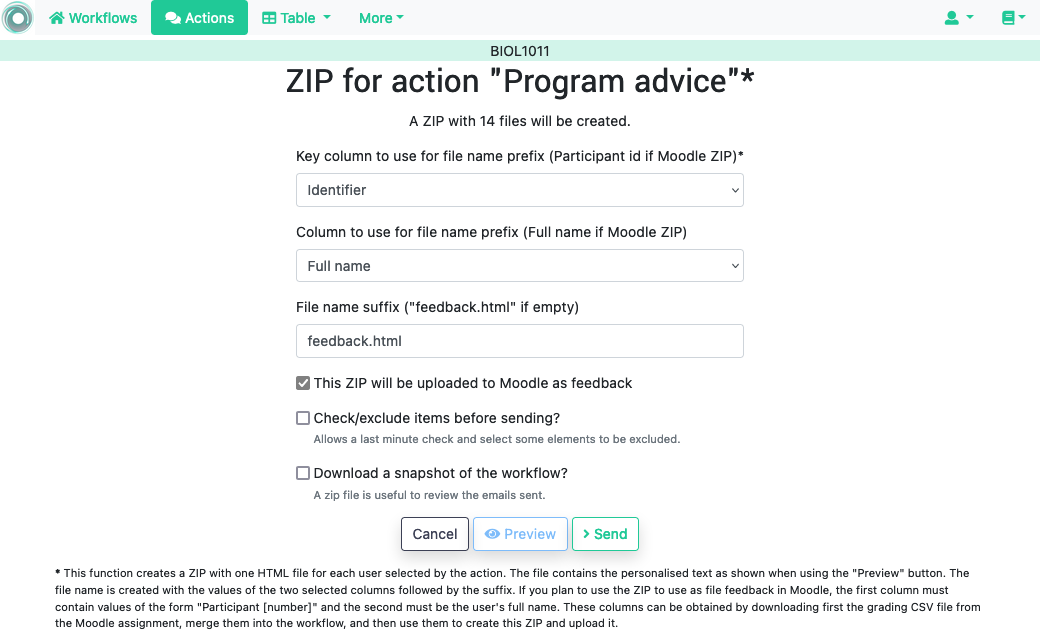 Workflows Actions Table More
BIOL1011
ZIP for action "Program advice"*
A ZIP with 14 files will be created.
Key column to use for file name prefix (Participant id if Moodle ZIP)*
Identifier
Column to use for file name prefix (Full name if Moodle ZIP)
Full name
File name suffix ("feedback.html" if empty)
feedback.html
This ZIP will be uploaded to Moodle as feedback
Check/exclude items before sending?
Allows a last minute check and select some elements to be excluded.
Download a snapshot of the workflow?
A zip file is useful to review the emails sent.
Cancel Preview Send
* This function creates a ZIP with one HTML file for each user selected by the action. The file contains the personalised text as shown when using the "Preview" button. The
file name is created with the values of the two selected columns followed by the suffix. If you plan to use the ZIP to use as file feedback in Moodle, the first column must
contain values of the form "Participant [number]" and the second must be the user's full name. These columns can be obtained by downloading first the grading CSV file from
the Moodle assignment, merge them into the workflow, and then use them to create this ZIP and upload it.